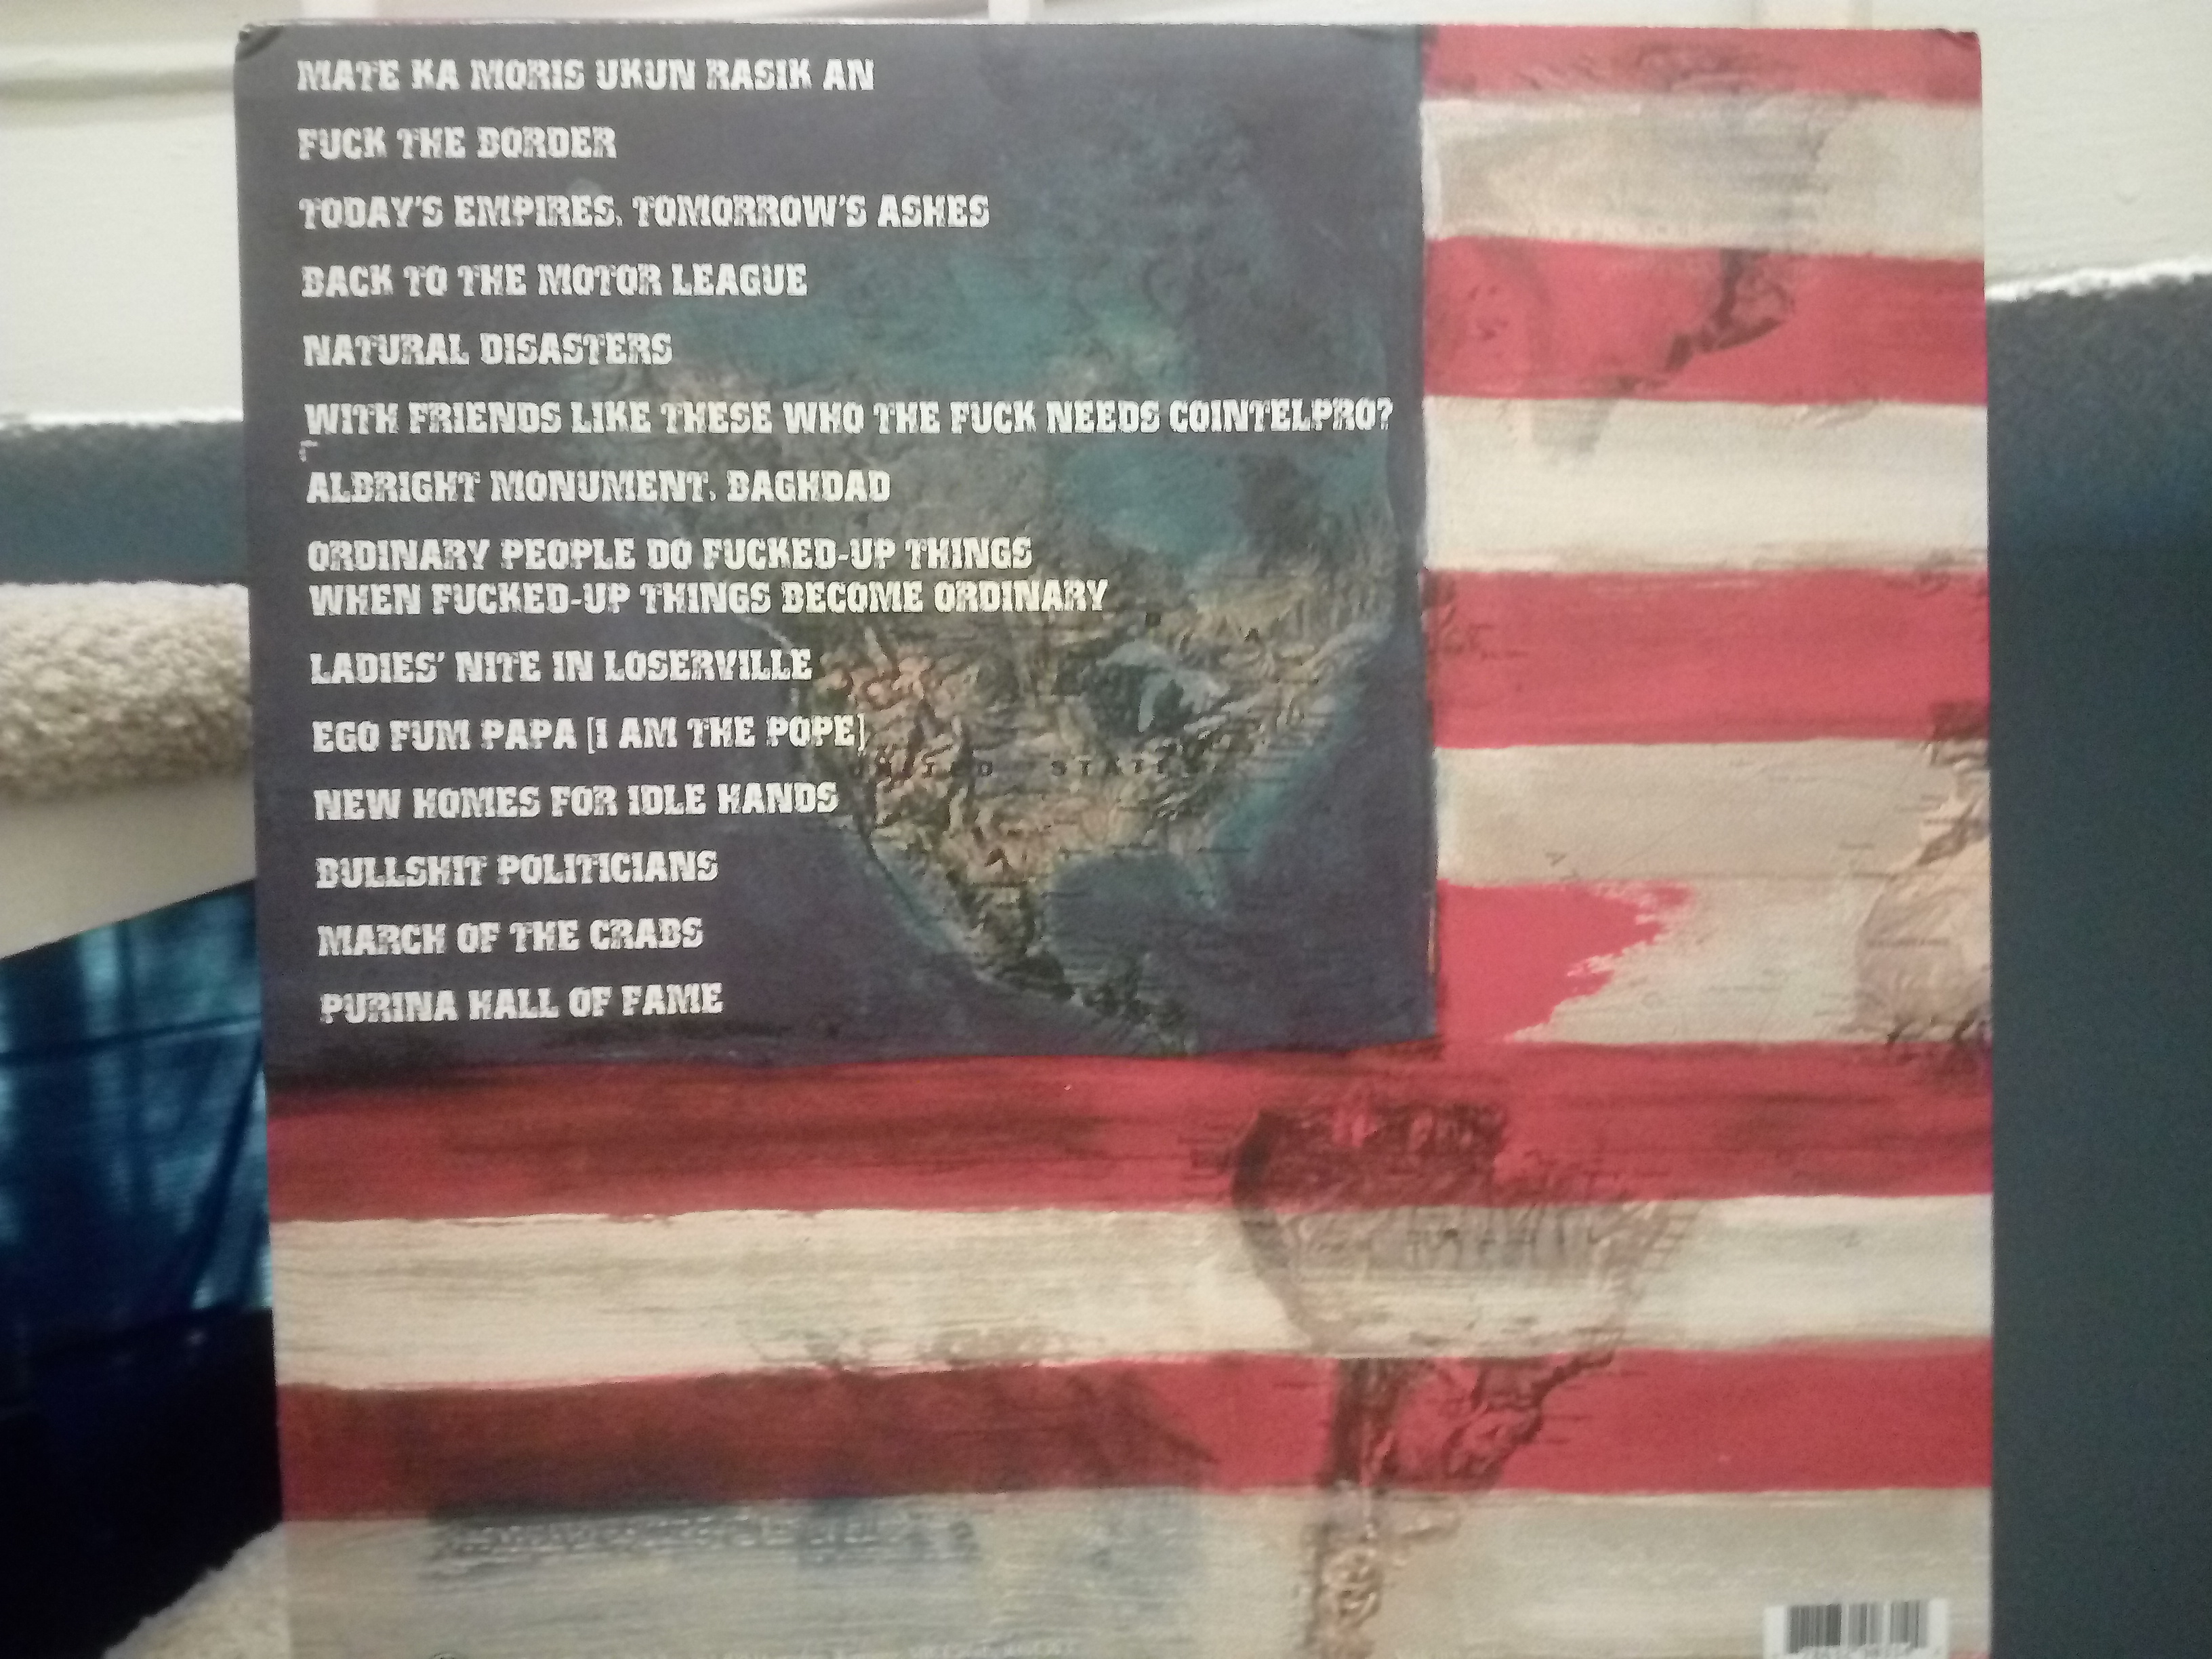 MATE KA MORIS UKUN RASIK AN
FUCK THE BORDER
TODAY'S EMPIRES, TOMORROW'S ASHES
BACK TO THE MOTOR LEAGUE
NATURAL DISASTERS
WITH FRIENDS LIKE THESE WHO THE FUCK NEEDS COINTELPRO?
ALBRIGHT MONUMENT, BAGHDAD
ORDINARY PEOPLE DO FUCKED-UP THINGS
WHEN FUCKED-UP THINGS BECOME ORDINARY
LADIES' NITE IN LOSERVILLE
EGO FUM PAPA [I AM THE POPE]
UNITED STATES
NEW HOMES FOR IDLE HANDS
BULLSHIT POLITICIANS
MARCH OF THE CRABS
PURINA HALL OF FAME